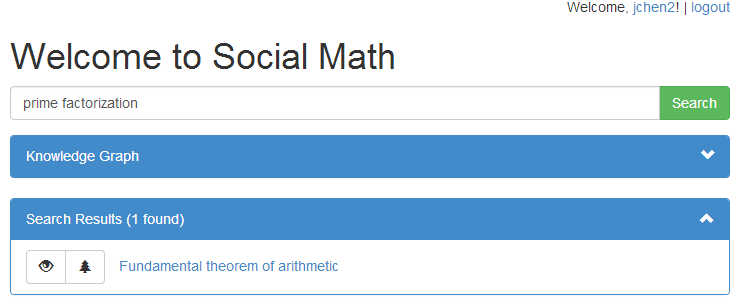 Welcome, jchen2! | logout
Welcome to Social Math
prime factorization
Search
Knowledge Graph
Search Results (1 found)
Fundamental theorem of arithmetic